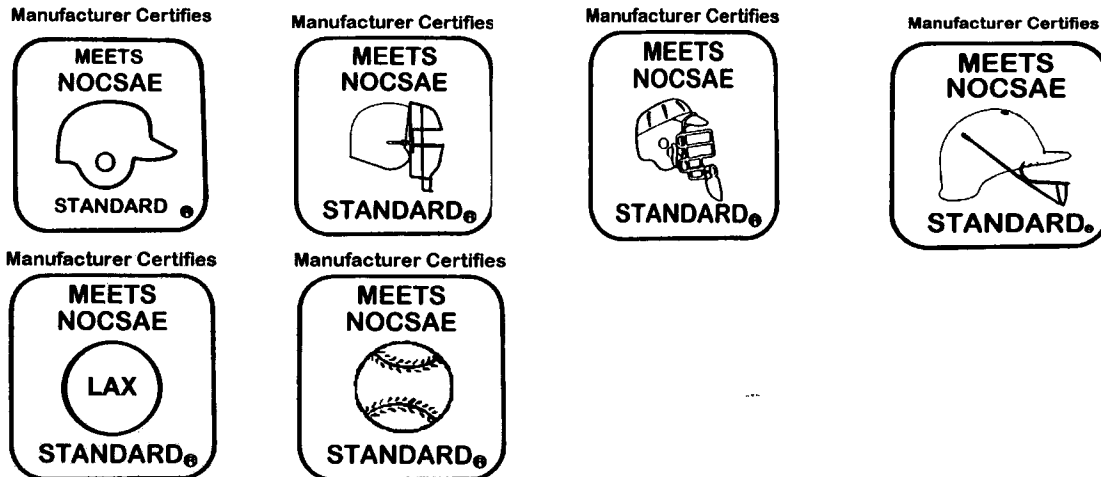 Manufacturer Certifies
MEETS
NOCSAE
STANDARD ®
Manufacturer Certifies
MEETS
NOCSAE
STANDARD®
Manufacturer Certifies
MEETS
NOCSAE
STANDARD®
Manufacturer Certifies
MEETS
NOCSAE
STANDARD®
Manufacturer Certifies
MEETS
NOCSAE
LAX
STANDARD®
Manufacturer Certifies
MEETS
NOCSAE
STANDARD®